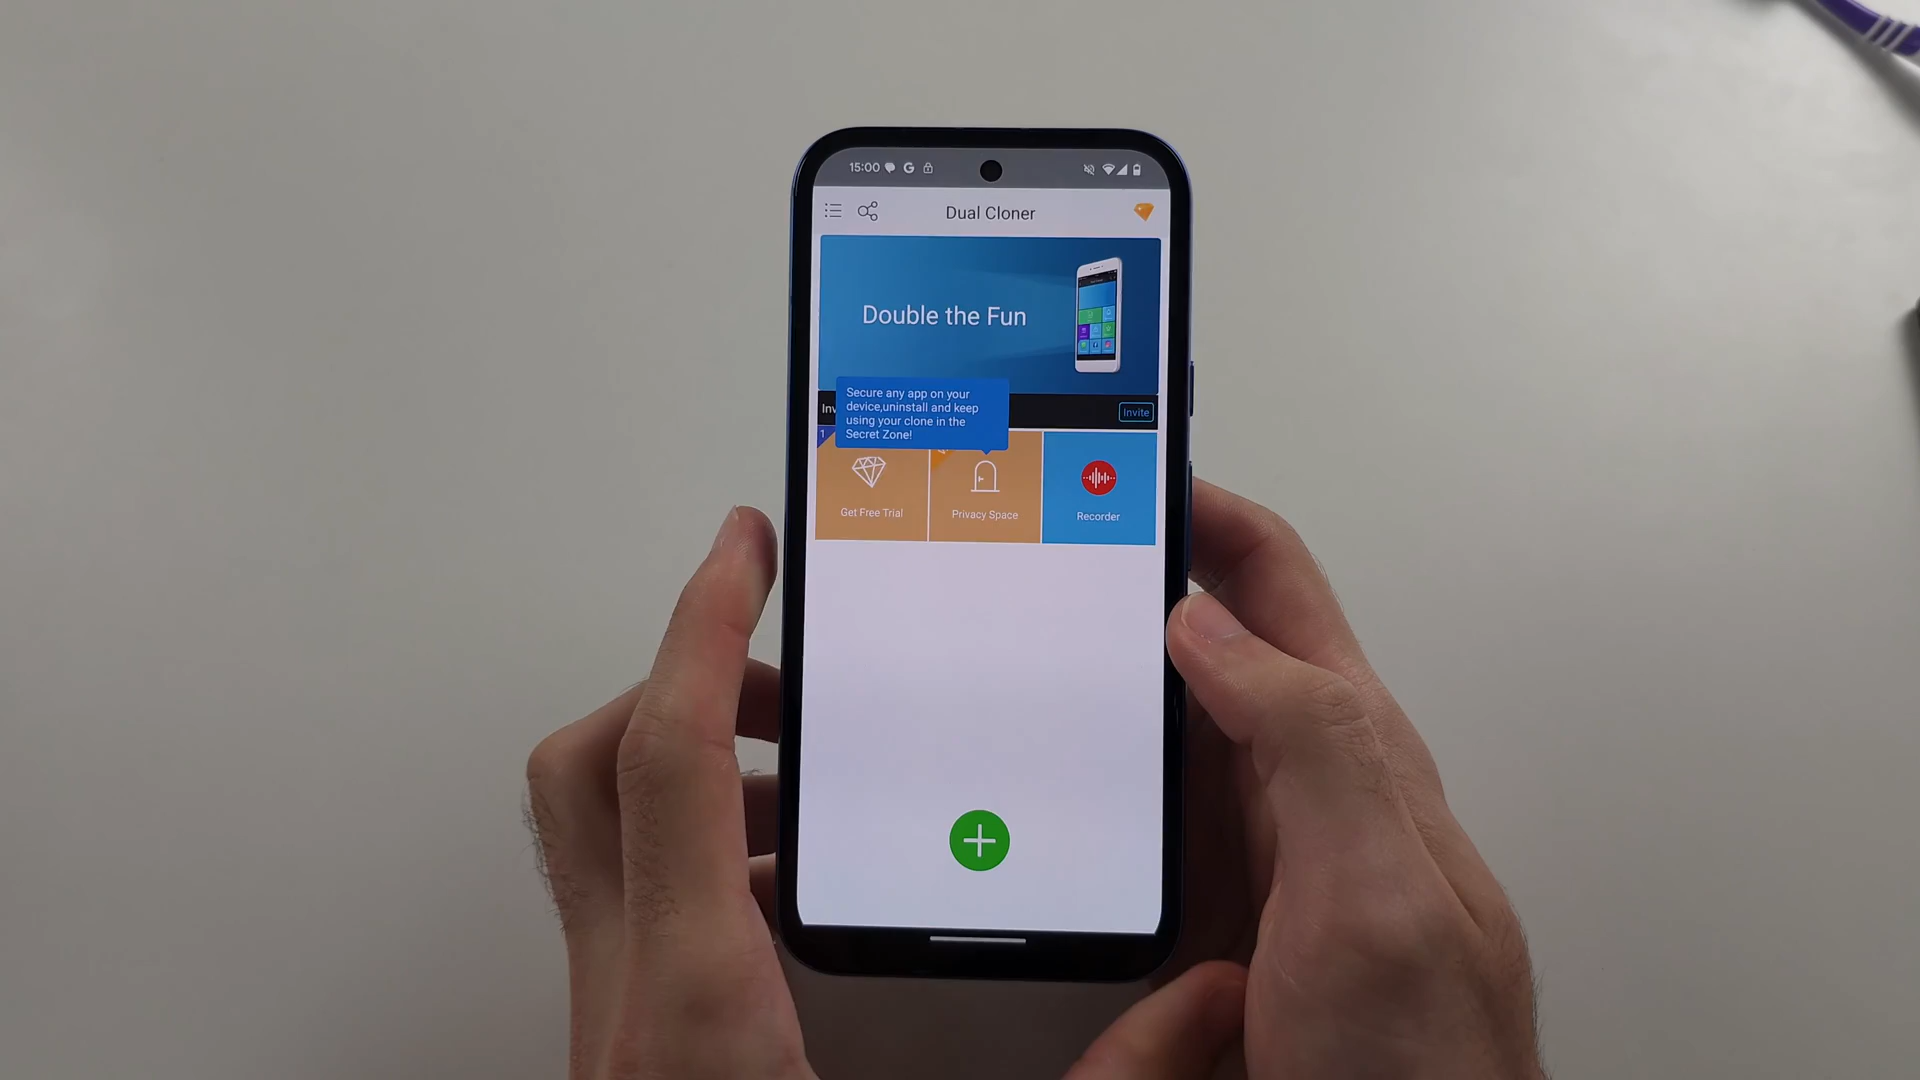 15:00
Dual Cloner
Double the Fun
Secure any app on your
device,uninstall and keep
using your clone in the
Secret Zone!
Invite
1
Get Free Trial
Privacy Space
Recorder